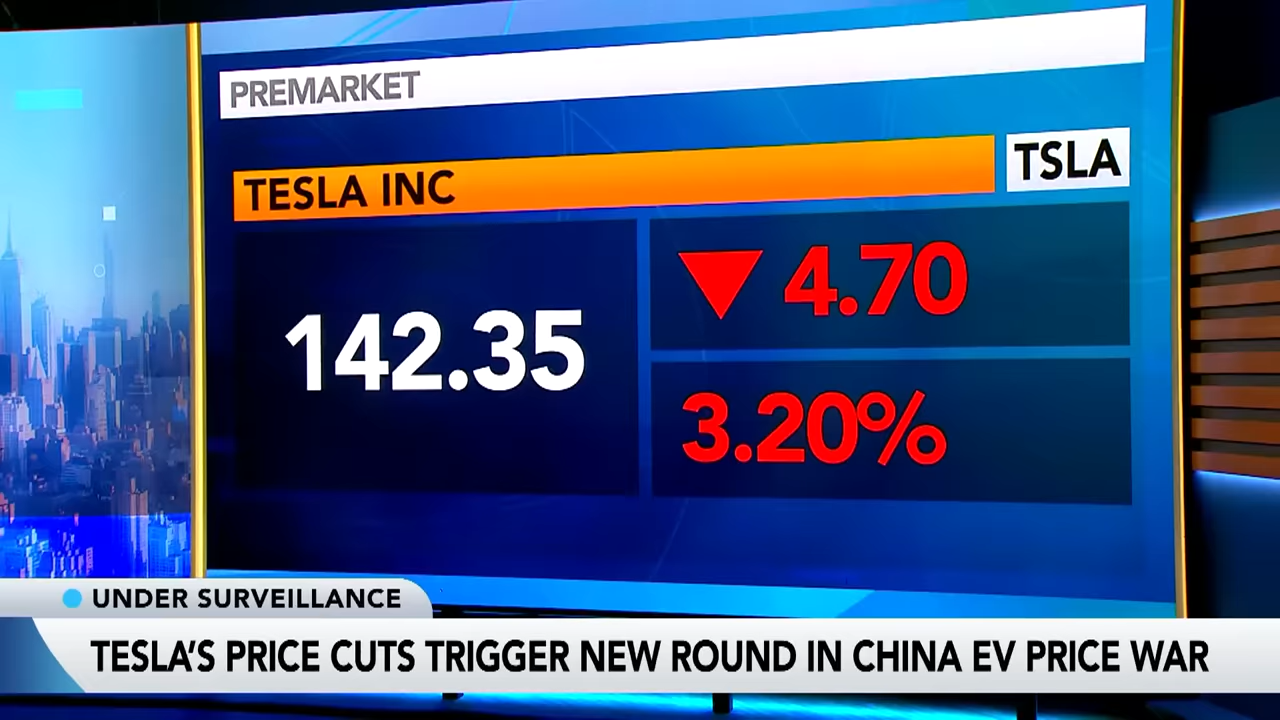 PREMARKET
TESLA INC
TSLA
142.35
▼ 4.70
3.20%
UNDER SURVEILLANCE
TESLA'S PRICE CUTS TRIGGER NEW ROUND IN CHINA EV PRICE WAR